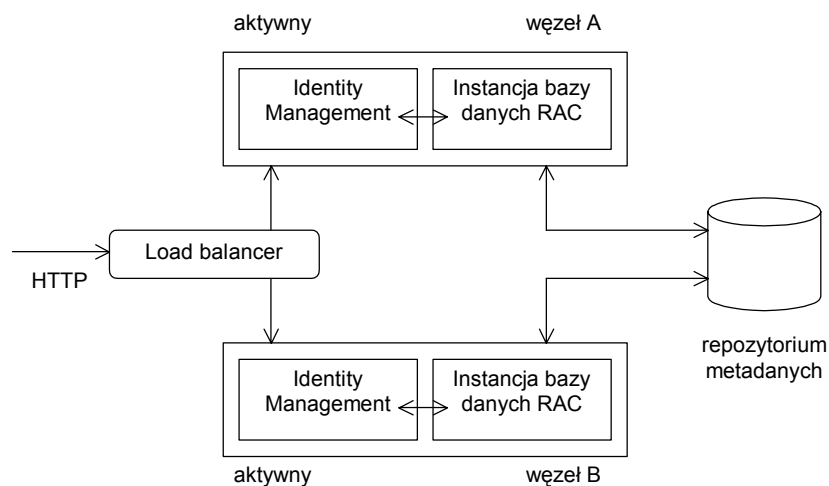 aktywny
węzeł A
Identity
Management
Instancja bazy
danych RAC
Load balancer
HTTP
repozytorium
metadanych
Identity
Management
Instancja bazy
danych RAC
aktywny
węzeł B